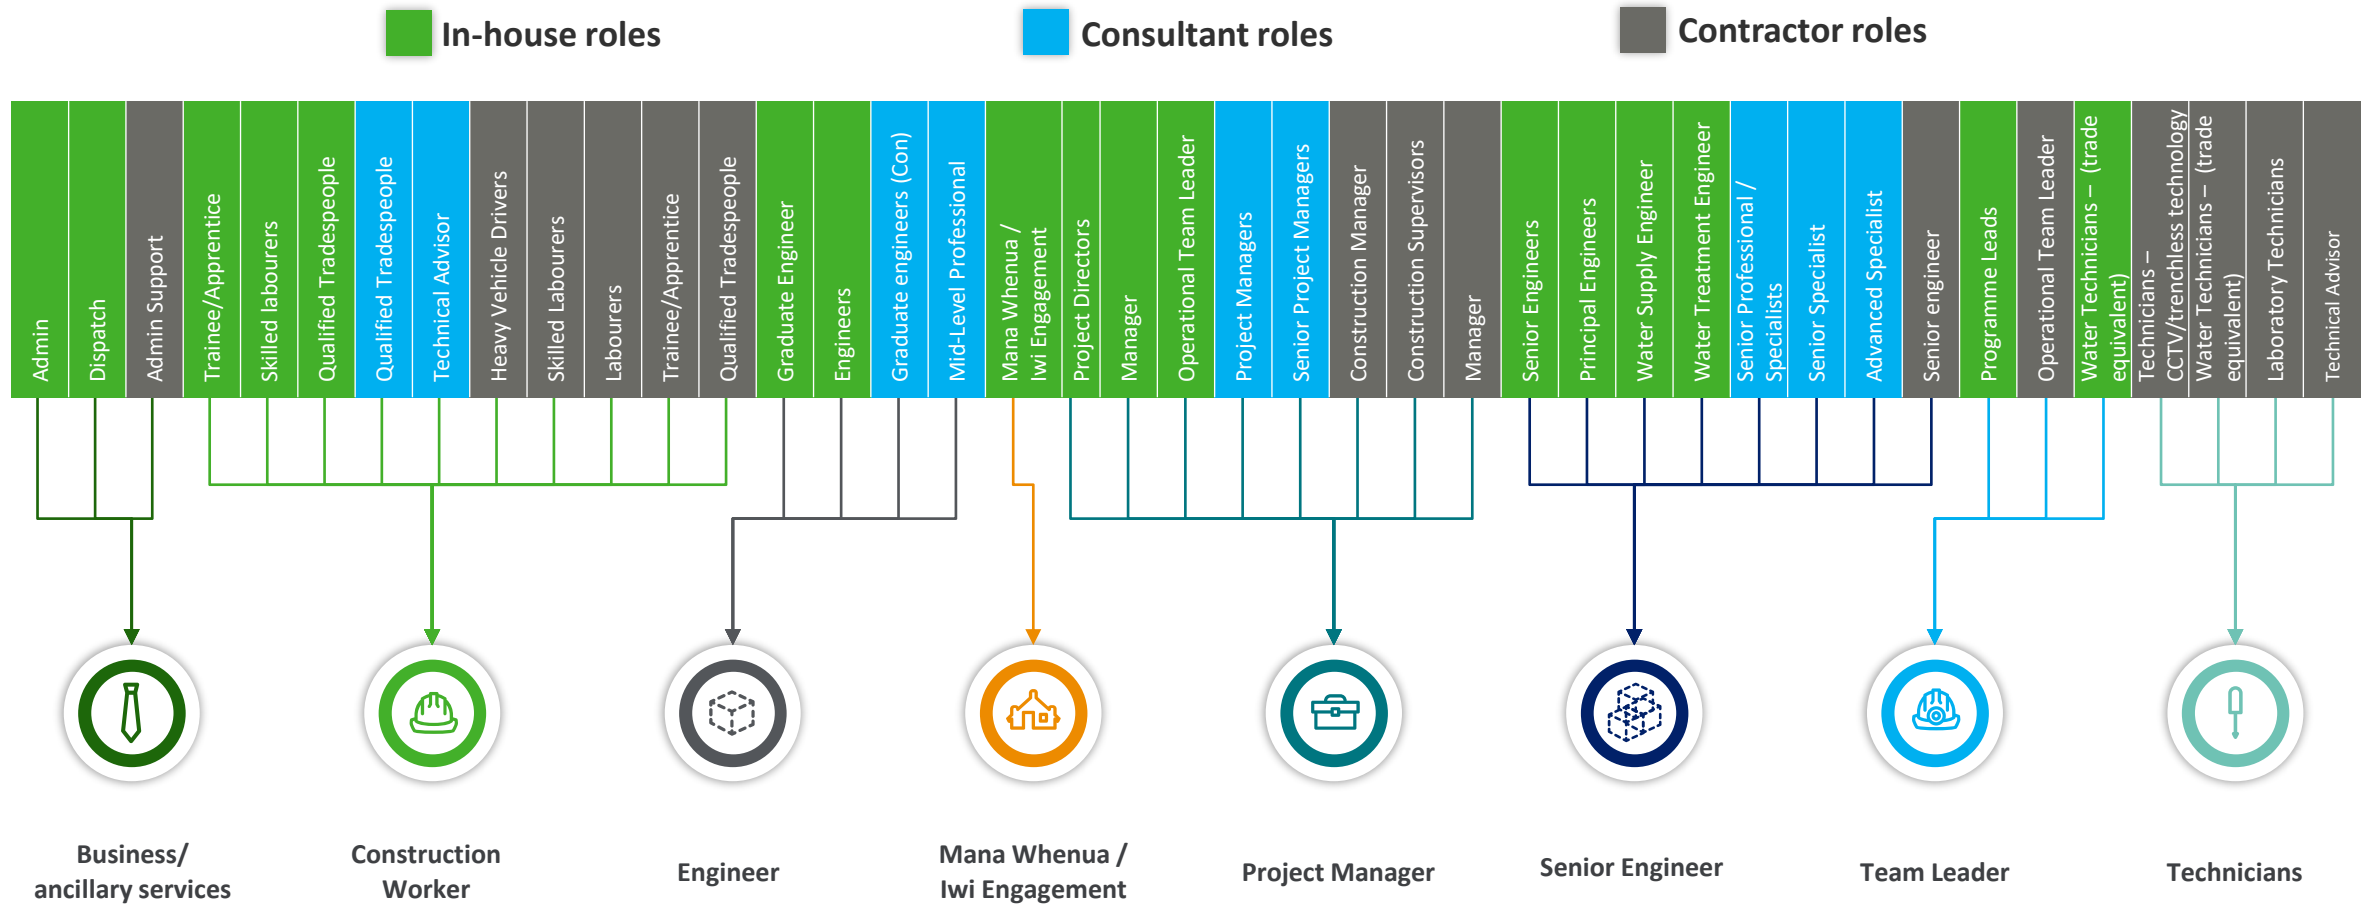 In-house roles
Consultant roles
Contractor roles
Admin
Dispatch
Admin Support
Trainee/Apprentice
Skilled labourers
Qualified Tradespeople
Qualified Tradespeople
Technical Advisor
Heavy Vehicle Drivers
Skilled Labourers
Labourers
Trainee/Apprentice
Qualified Tradespeople
Graduate Engineer
Engineers
Graduate engineers (Con)
Mid-Level Professional
Mana Whenua /
Iwi Engagement
Project Directors
Manager
Operational Team Leader
Project Managers
Senior Project Managers
Construction Manager
Construction Supervisors
Manager
Senior Engineers
Principal Engineers
Water Supply Engineer
Water Treatment Engineer
Senior Professional /
Specialists
Senior Specialist
Advanced Specialist
Senior engineer
Programme Leads
Operational Team Leader
Water Technicians – (trade
equivalent)
Technicians –
CCTV/trenchless technology
Water Technicians – (trade
equivalent)
Laboratory Technicians
Technical Advisor
Business/
ancillary services
Construction
Worker
Engineer
Mana Whenua /
Iwi Engagement
Project Manager
Senior Engineer
Team Leader
Technicians